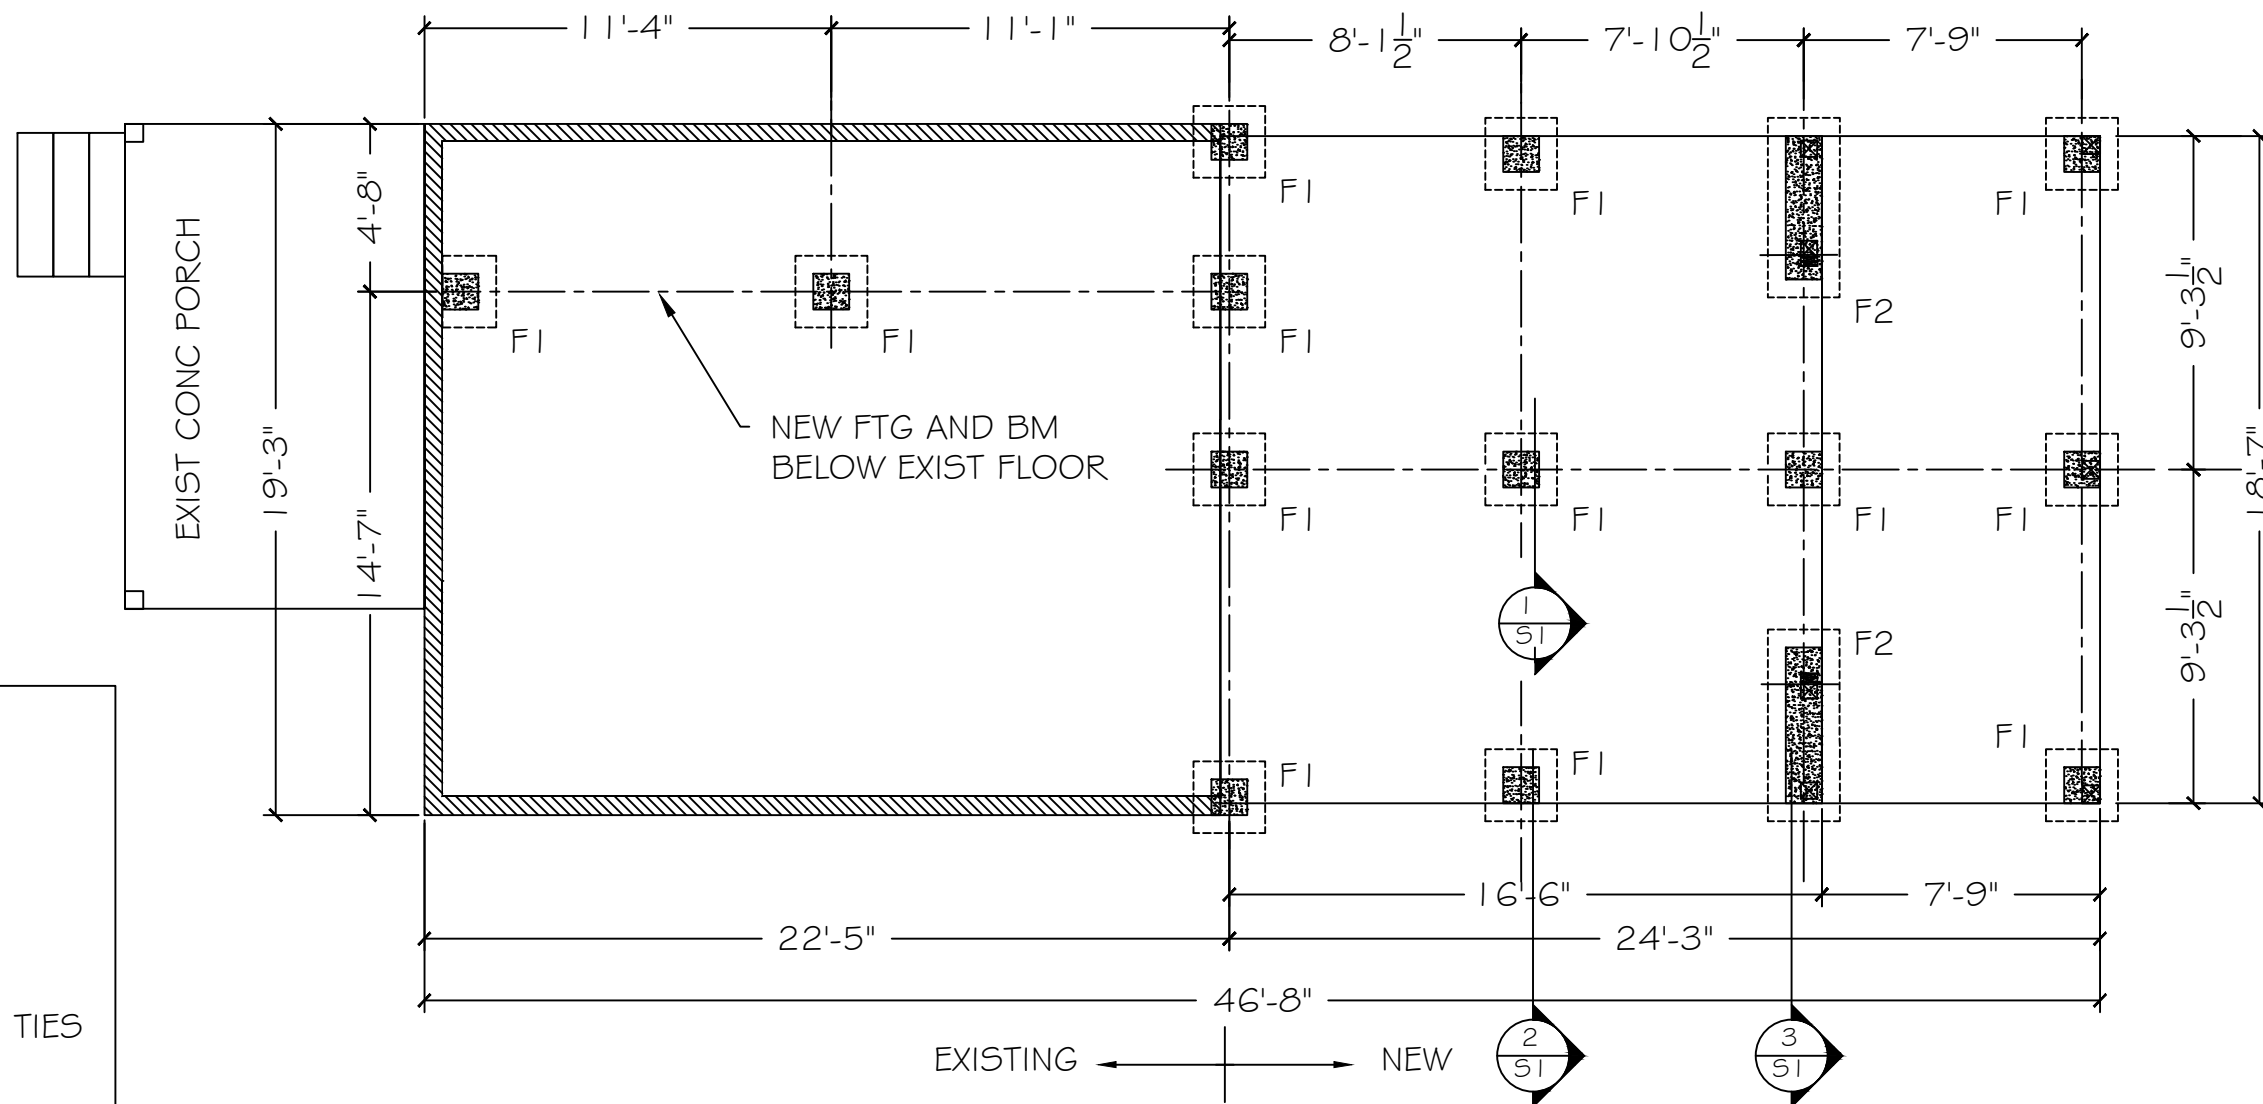 11'-4"
11'-1"
8'-1 1/2"
7'-10 1/2"
7'-9"
F1
F1
F1
4'-8"
EXIST CONC PORCH
9'-3 1/2"
F1
F1
F1
F2
NEW FTG AND BM
BELOW EXIST FLOOR
19'-3"
14'-7"
18'-7"
F1
F1
F1
F1
1
S1
9'-3 1/2"
F2
F1
F1
F1
16'-6"
7'-9"
22'-5"
24'-3"
46'-8"
TIES
EXISTING
NEW
2
S1
3
S1